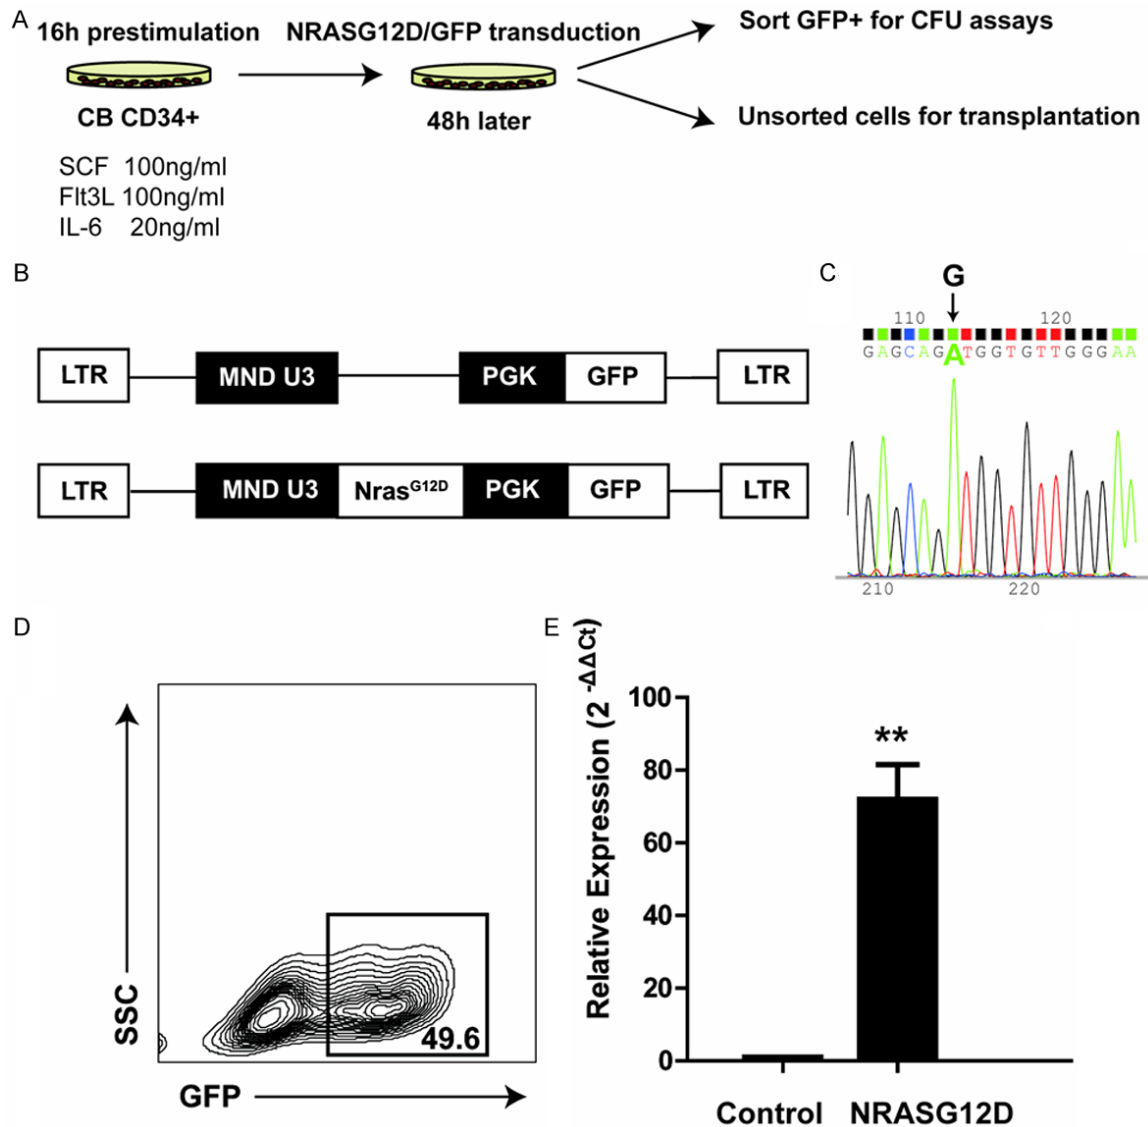 A
16h prestimulation NRASG12D/GFP transduction
Sort GFP+ for CFU assays
CB CD34+
48h later
Unsorted cells for transplantation
SCF 100ng/ml
Flt3L 100ng/ml
IL-6 20ng/ml
B
LTR MND U3 PGK GFP LTR
LTR MND U3 Nras^G12D PGK GFP LTR
C
G
110 120
GAGCAGATGGTGTTGGGAA
210 220
D
SSC
49.6
GFP
E
Relative Expression (2^-ΔΔCt)
100
80
60
40
20
0
**
Control NRASG12D